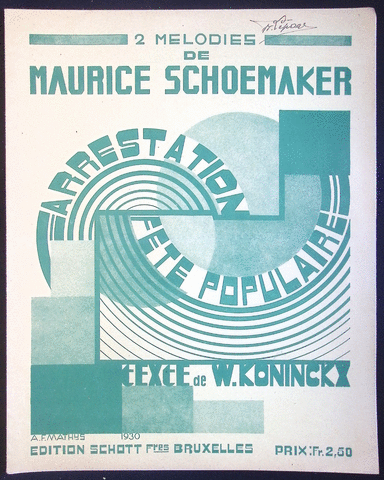 2 MELODIES
DE
MAURICE SCHOEMAKER
ARRESTATION
FÊTE POPULAIRE
TEXTE de W. KONINCKX
A.F. MATHYS 1930
EDITION SCHOTT Fres BRUXELLES PRIX: Fr. 2,50